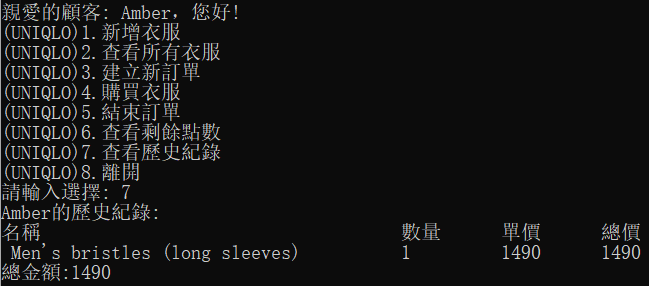 親愛的顧客: Amber, 您好!
(UNIQLO)1.新增衣服
(UNIQLO)2.查看所有衣服
(UNIQLO)3.建立新訂單
(UNIQLO)4.購買衣服
(UNIQLO)5.結束訂單
(UNIQLO)6.查看剩餘點數
(UNIQLO)7.查看歷史紀錄
(UNIQLO)8.離開
請輸入選擇: 7
Amber的歷史紀錄:
名稱 數量 單價 總價
Men's bristles (long sleeves) 1 1490 1490
總金額:1490